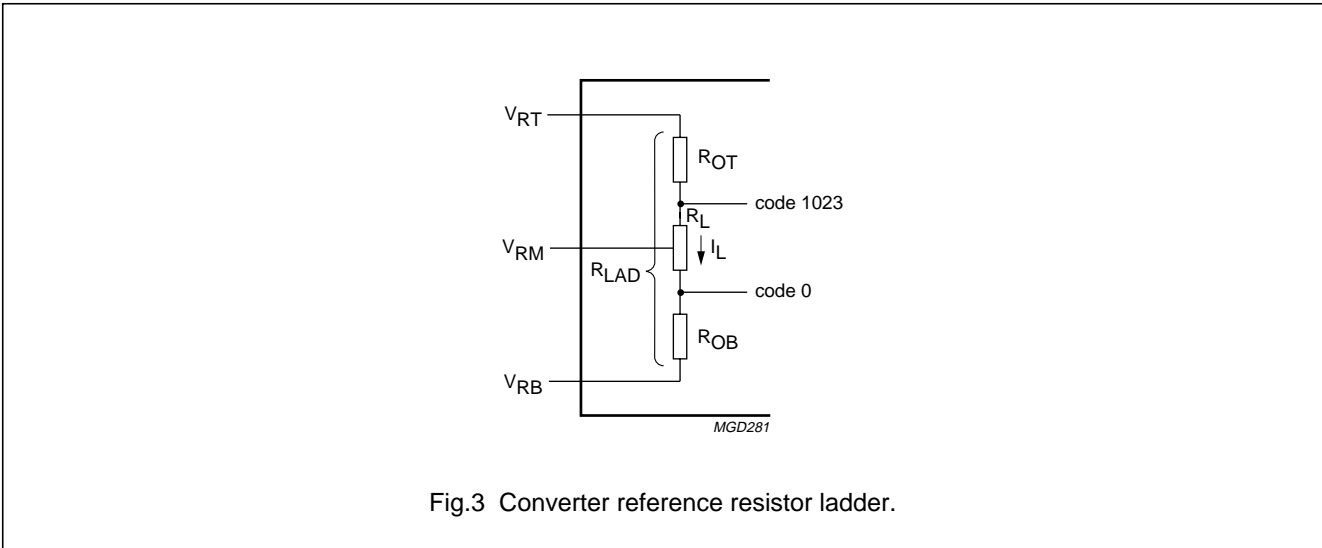 VRT
ROT
code 1023
RL
VRM
IL
RLAD
code 0
ROB
VRB
MGD281
Fig.3 Converter reference resistor ladder.